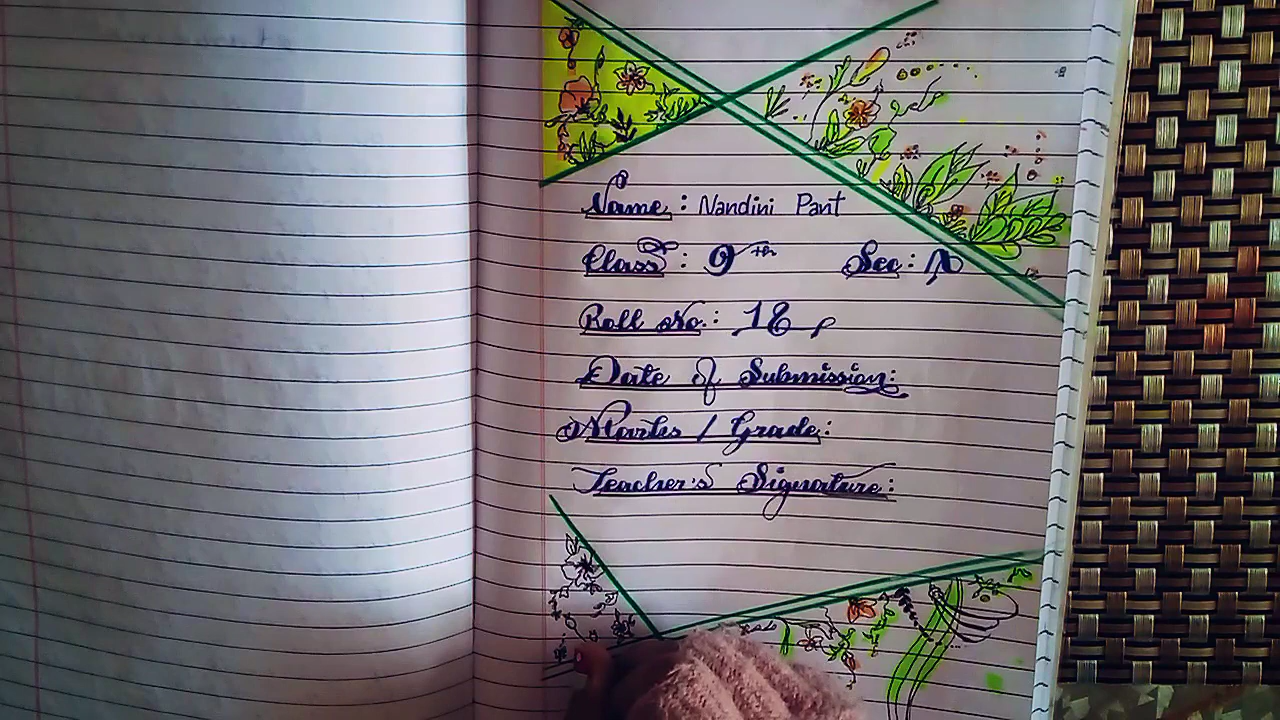 Name : Nandini Pant
Class : 9th Sec : A
Roll No. : 18
Date of Submission:
Marks / Grade:
Teacher's Signature: